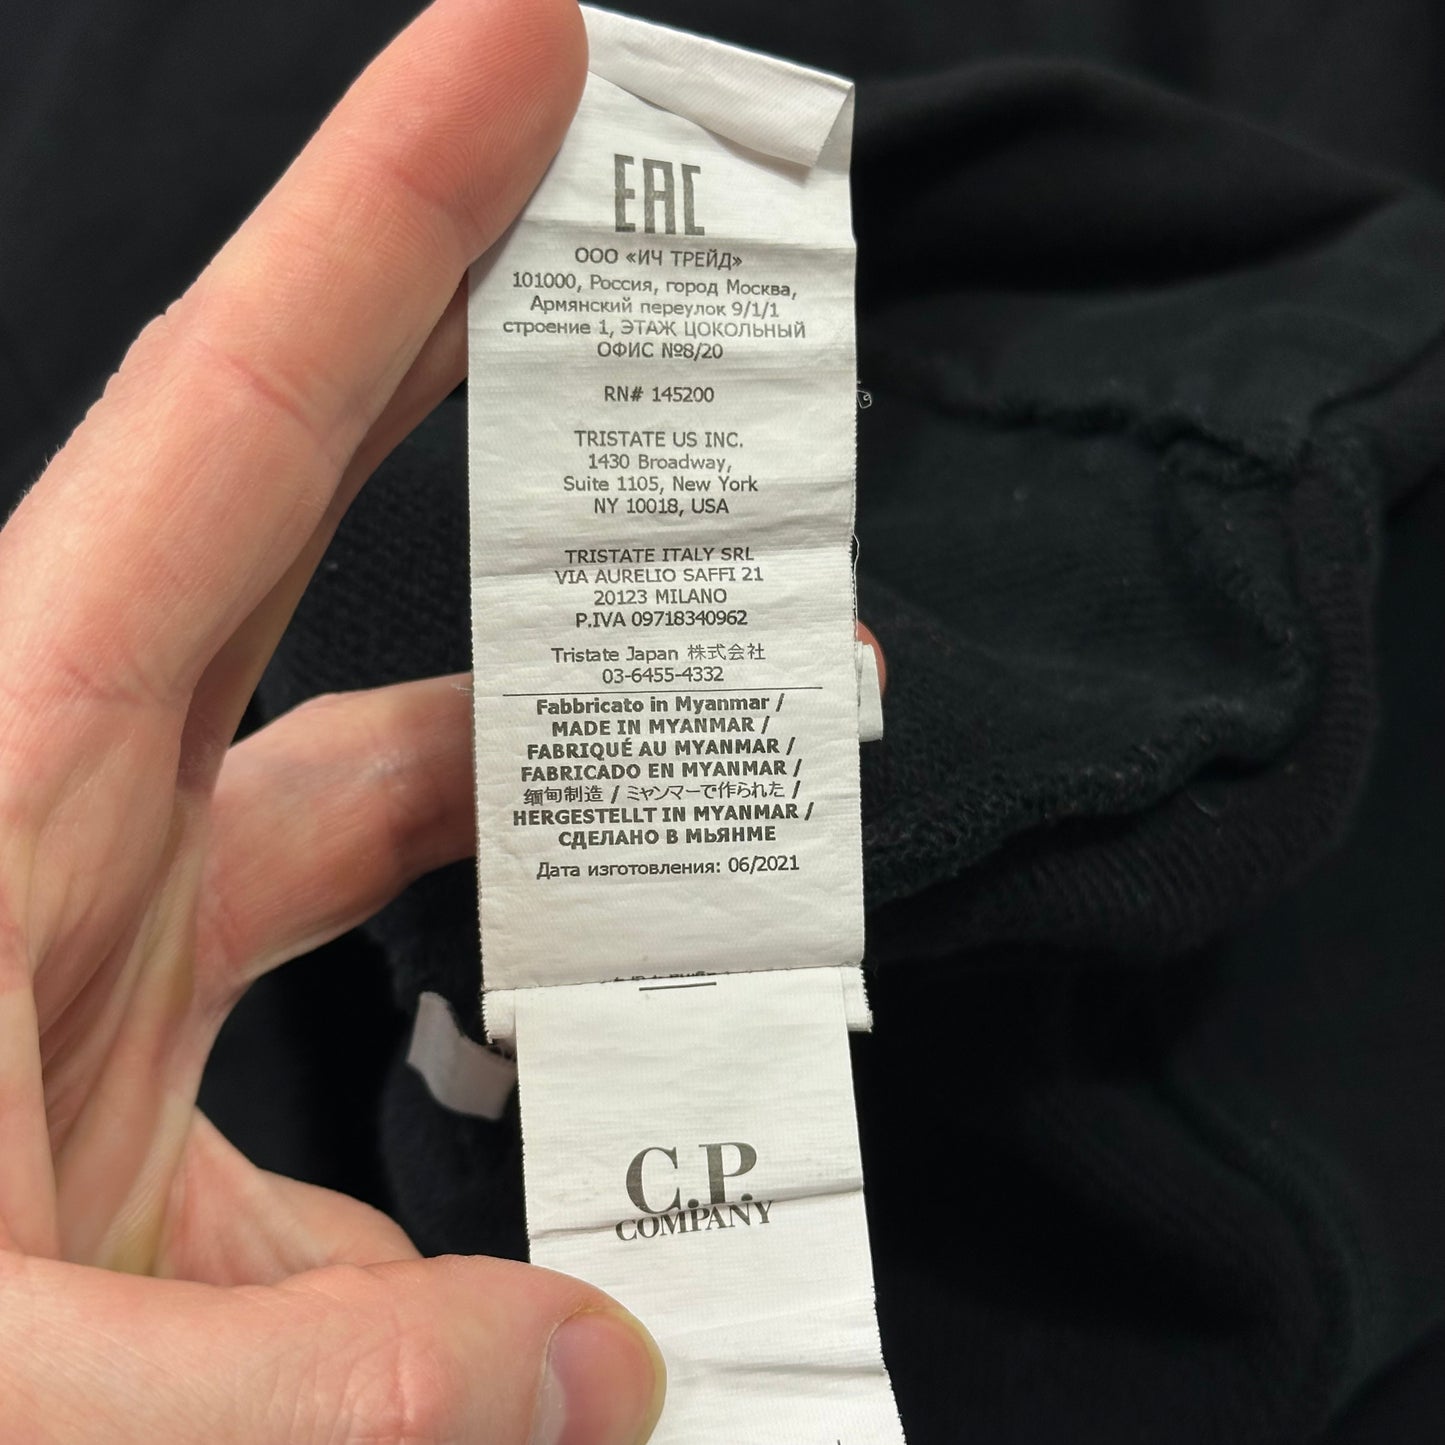 EAC
ООО «ИЧ ТРЕЙД»
101000, Россия, город Москва,
Армянский переулок 9/1/1
строение 1, ЭТАЖ ЦОКОЛЬНЫЙ
ОФИС №8/20
RN# 145200
TRISTATE US INC.
1430 Broadway,
Suite 1105, New York
NY 10018, USA
TRISTATE ITALY SRL
VIA AURELIO SAFFI 21
20123 MILANO
P.IVA 09718340962
Tristate Japan 株式会社
03-6455-4332
Fabbricato in Myanmar /
MADE IN MYANMAR /
FABRIQUÉ AU MYANMAR /
FABRICADO EN MYANMAR /
缅甸制造 / ミャンマーで作られた /
HERGESTELLT IN MYANMAR /
СДЕЛАНО В МЬЯНМЕ
Дата изготовления: 06/2021
C.P.
COMPANY